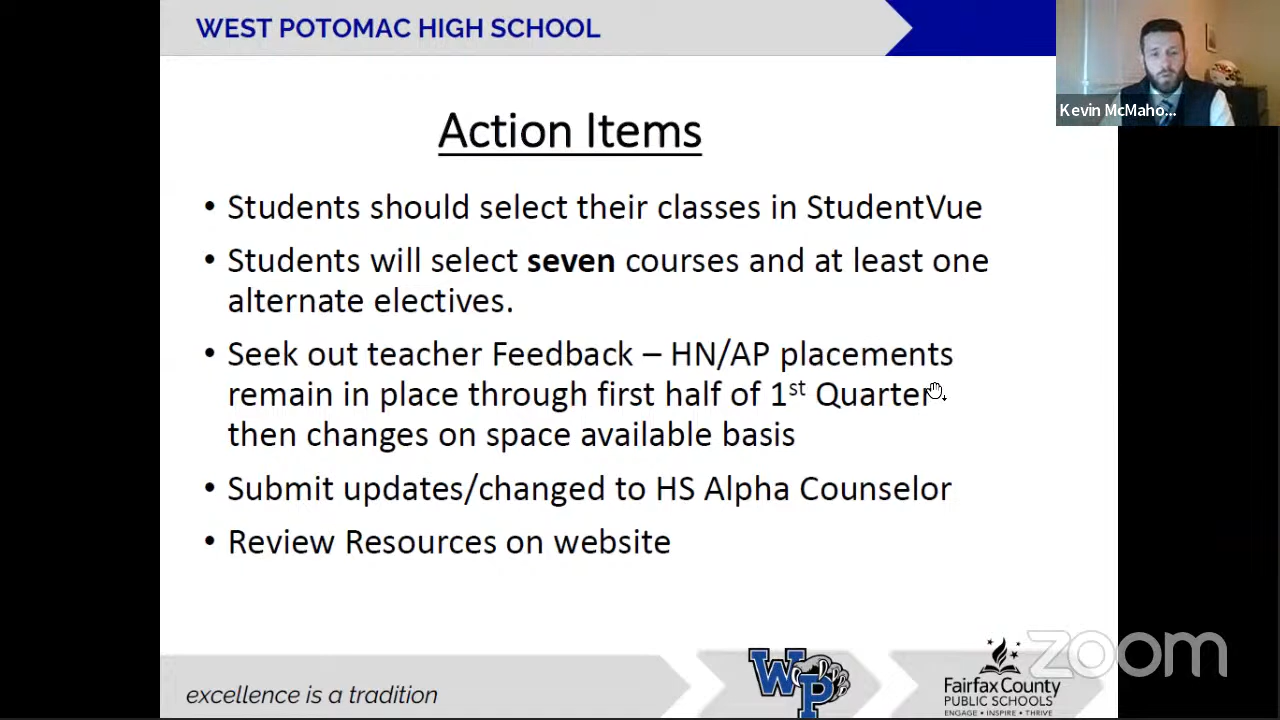 WEST POTOMAC HIGH SCHOOL
Kevin McMaho...
Action Items
• Students should select their classes in StudentVue
• Students will select seven courses and at least one
alternate electives.
• Seek out teacher Feedback – HN/AP placements
remain in place through first half of 1st Quarter
then changes on space available basis
• Submit updates/changed to HS Alpha Counselor
• Review Resources on website
excellence is a tradition
WP
Fairfax County
PUBLIC SCHOOLS
ENGAGE • INSPIRE • THRIVE
zoom